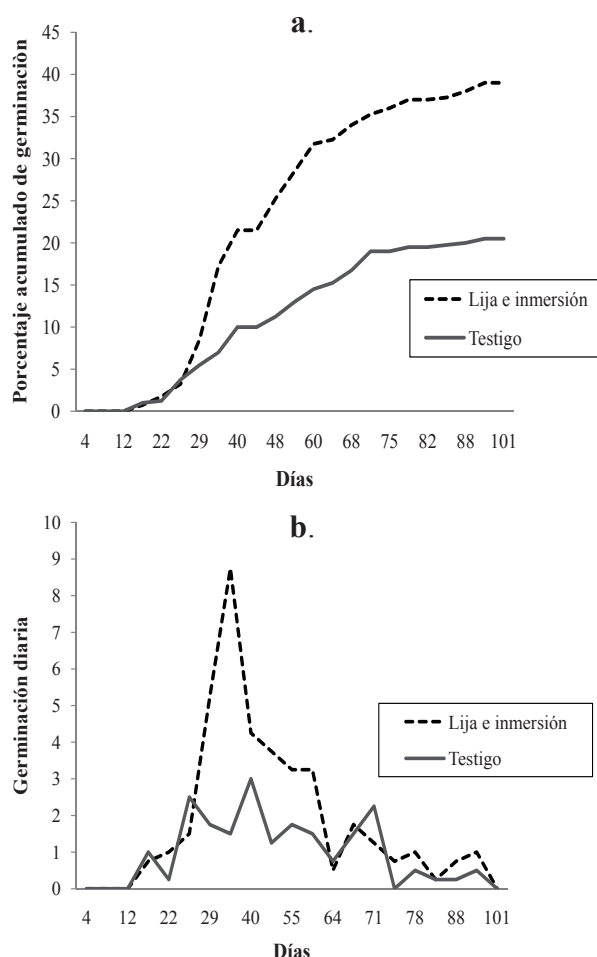 a.
Porcentaje acumulado de germinaciòn
45
40
35
30
25
20
15
10
5
0
4 12 22 29 40 48 60 68 75 82 88 101
Días
Lija e inmersión
Testigo
b.
Germinación diaria
10
9
8
7
6
5
4
3
2
1
0
4 12 22 29 40 55 64 71 78 88 101
Días
Lija e inmersión
Testigo